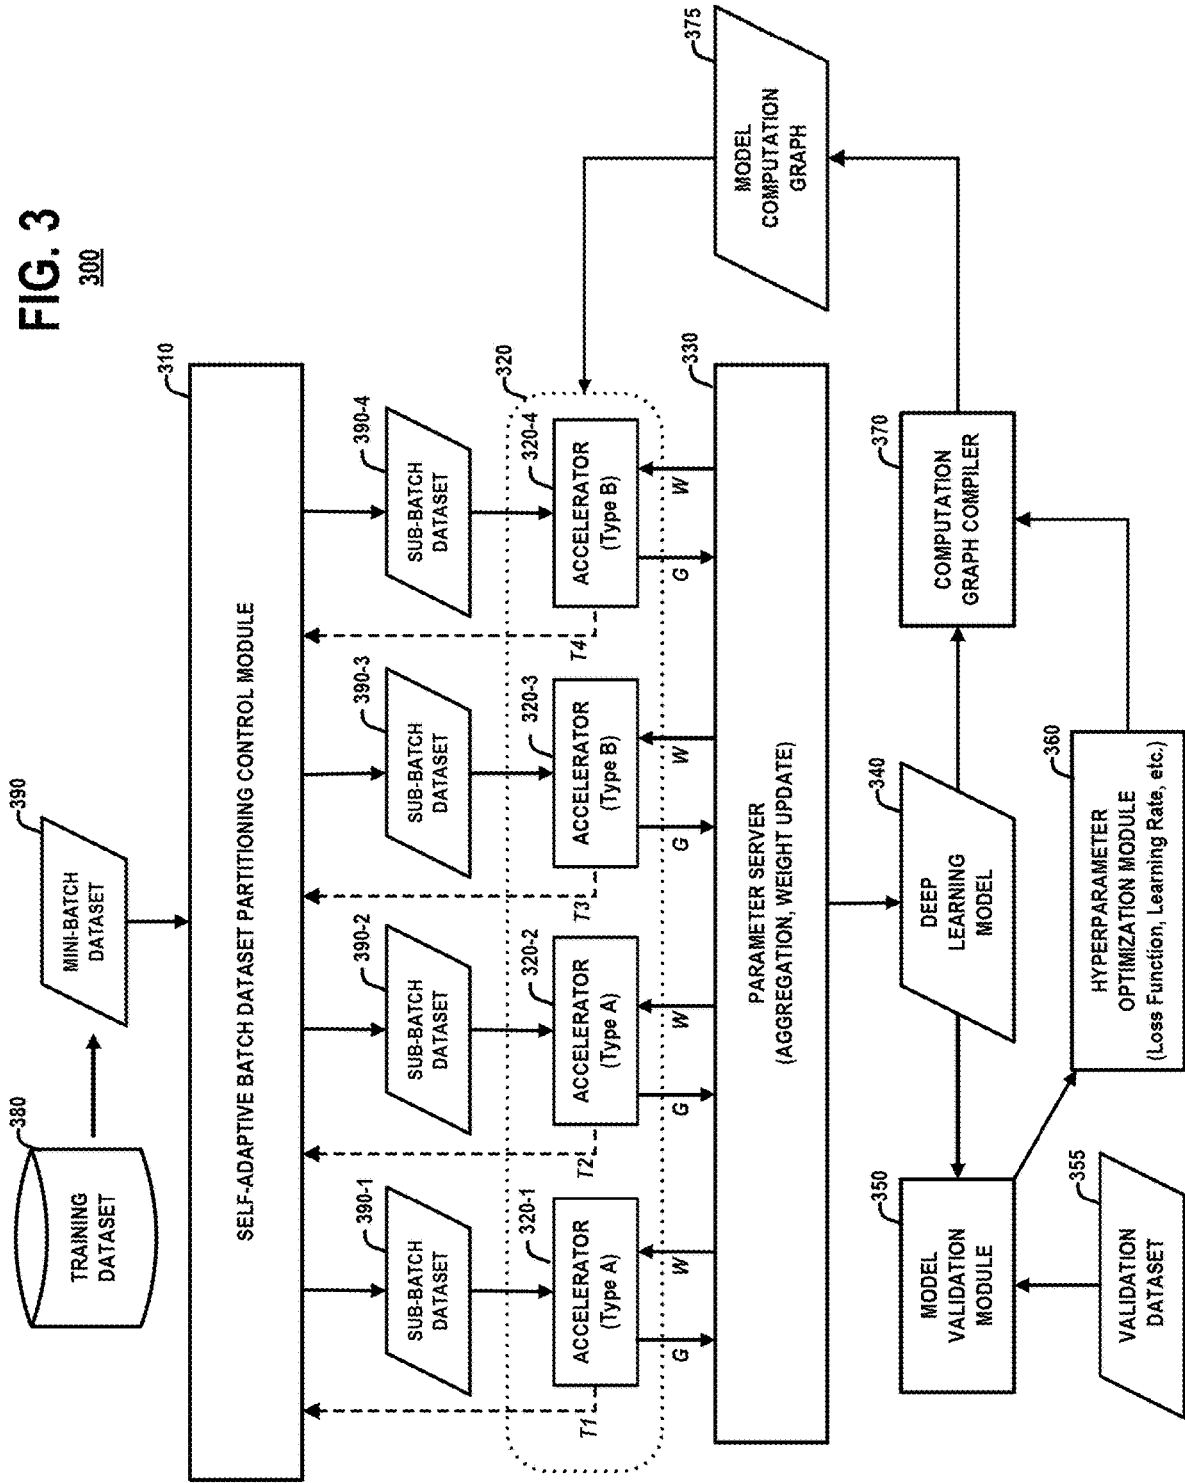 FIG. 3
300
380
TRAINING
DATASET
390
MINI-BATCH
DATASET
310
SELF-ADAPTIVE BATCH DATASET PARTITIONING CONTROL MODULE
390-1
SUB-BATCH
DATASET
390-2
SUB-BATCH
DATASET
390-3
SUB-BATCH
DATASET
390-4
SUB-BATCH
DATASET
320
T1
320-1
ACCELERATOR
(Type A)
T2
320-2
ACCELERATOR
(Type A)
T3
320-3
ACCELERATOR
(Type B)
T4
320-4
ACCELERATOR
(Type B)
G
W
G
W
G
W
G
W
330
PARAMETER SERVER
(AGGREGATION, WEIGHT UPDATE)
375
MODEL
COMPUTATION
GRAPH
350
MODEL
VALIDATION
MODULE
340
DEEP
LEARNING
MODEL
370
COMPUTATION
GRAPH COMPILER
355
VALIDATION
DATASET
360
HYPERPARAMETER
OPTIMIZATION MODULE
(Loss Function, Learning Rate, etc.)